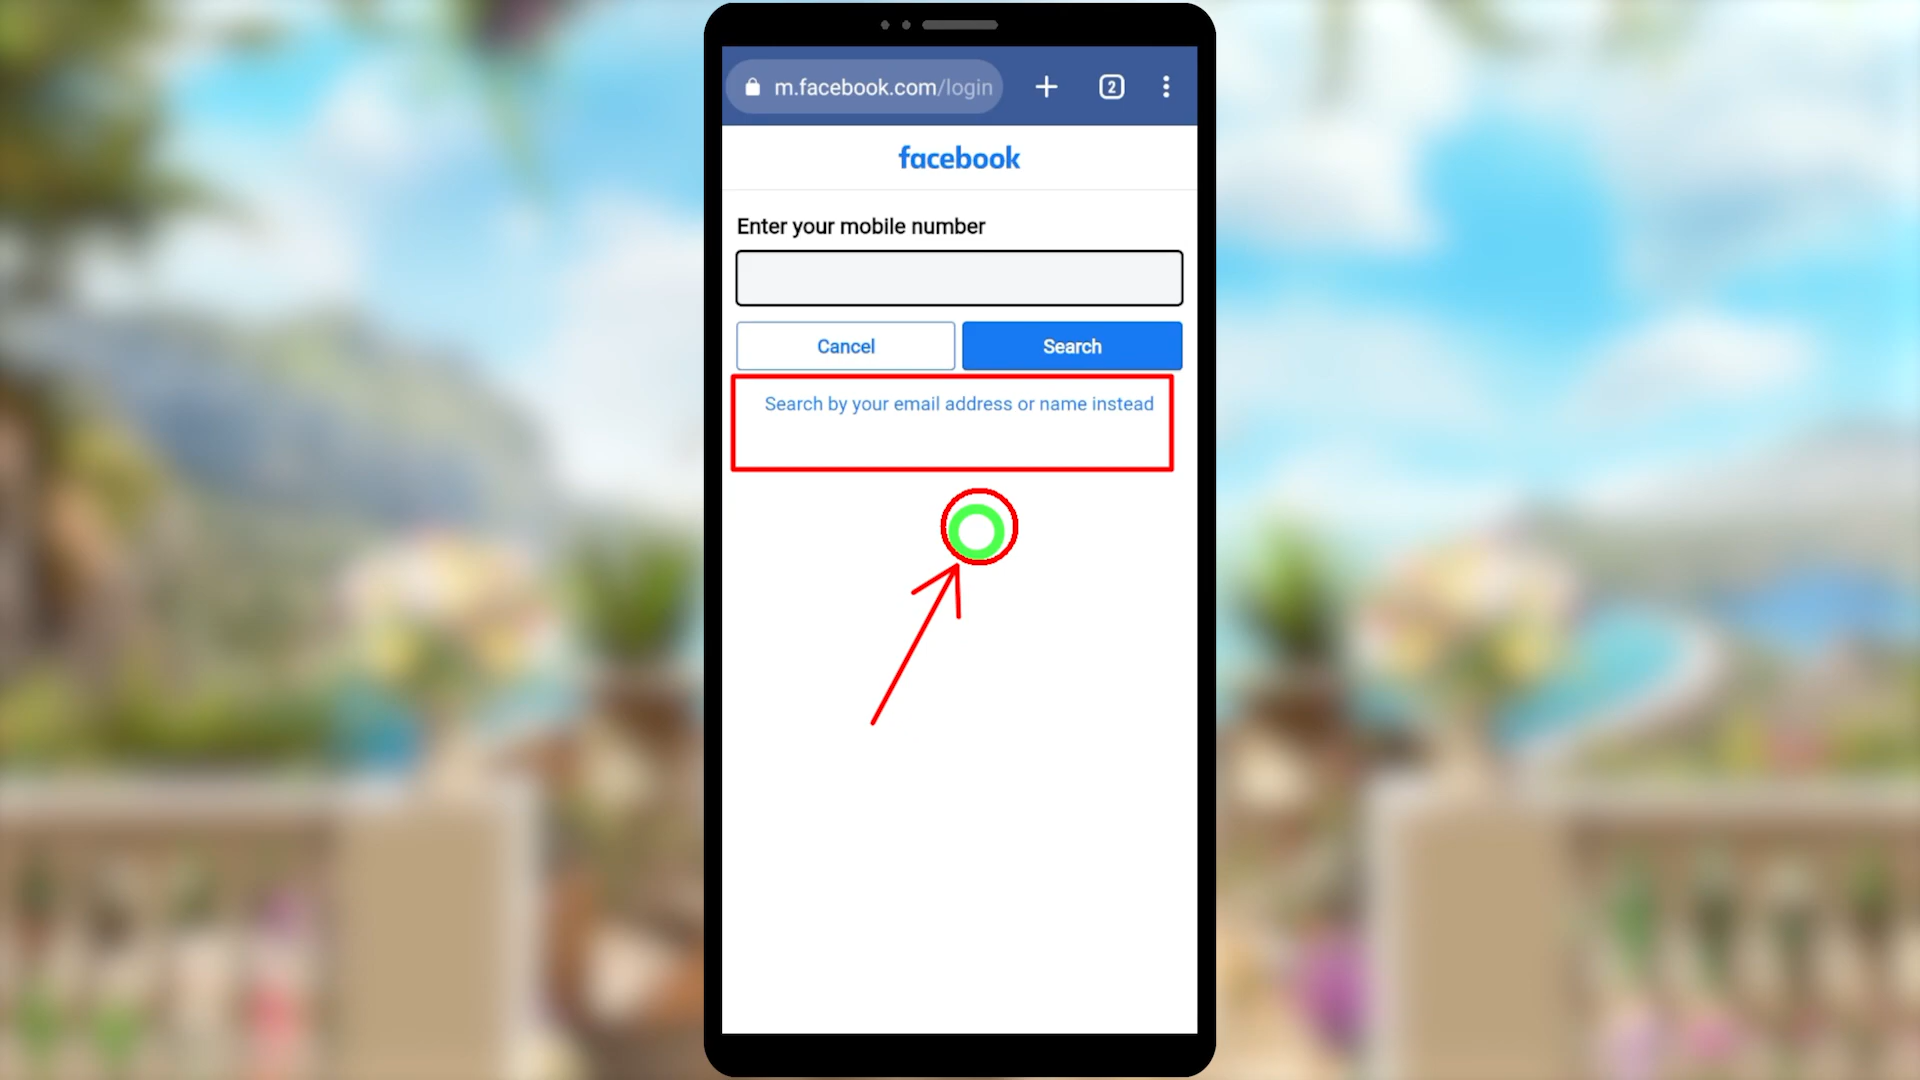 m.facebook.com/login
2
facebook
Enter your mobile number
Cancel
Search
Search by your email address or name instead